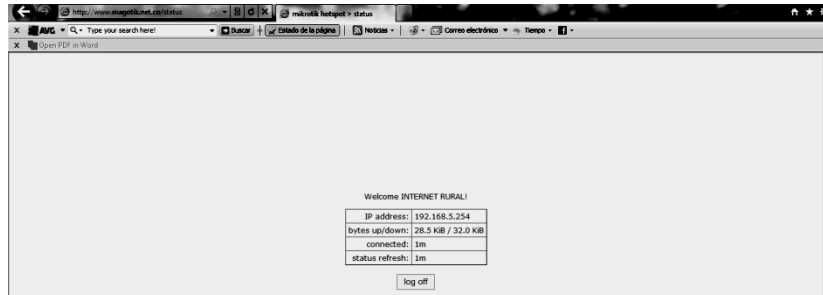 http://www.magotik.net.co/status
mikrotik hotspot > status
AVG Type your search here! Buscar Estado de la página Noticias Correo electrónico Tiempo
Open PDF in Word
Welcome INTERNET RURAL!
IP address: 192.168.5.254
bytes up/down: 28.5 KiB / 32.0 KiB
connected: 1m
status refresh: 1m
log off